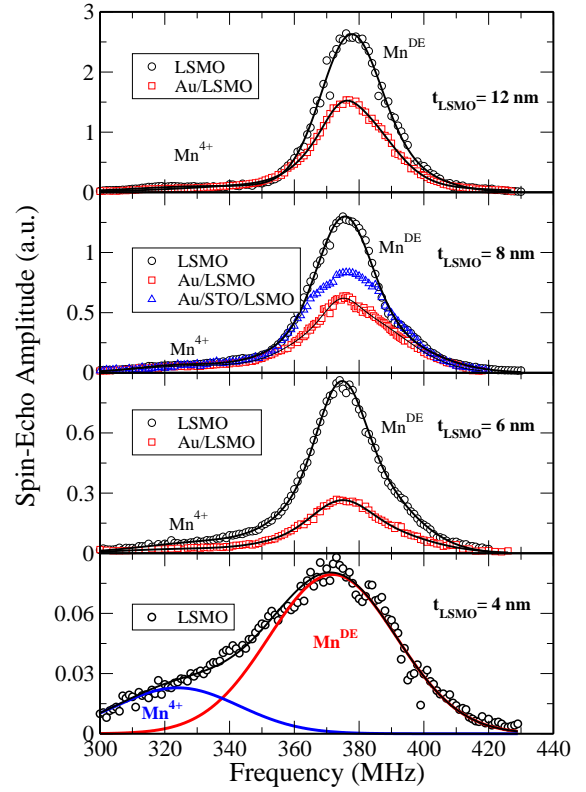 Spin-Echo Amplitude (a.u.)
3
2
1
0
LSMO
Au/LSMO
Mn^DE
t_LSMO = 12 nm
Mn^4+
1
0.5
0
LSMO
Au/LSMO
Au/STO/LSMO
Mn^DE
t_LSMO = 8 nm
Mn^4+
0.6
0.3
0
LSMO
Au/LSMO
Mn^DE
t_LSMO = 6 nm
Mn^4+
0.06
0.03
0
LSMO
t_LSMO = 4 nm
Mn^DE
Mn^4+
300 320 340 360 380 400 420 440
Frequency (MHz)